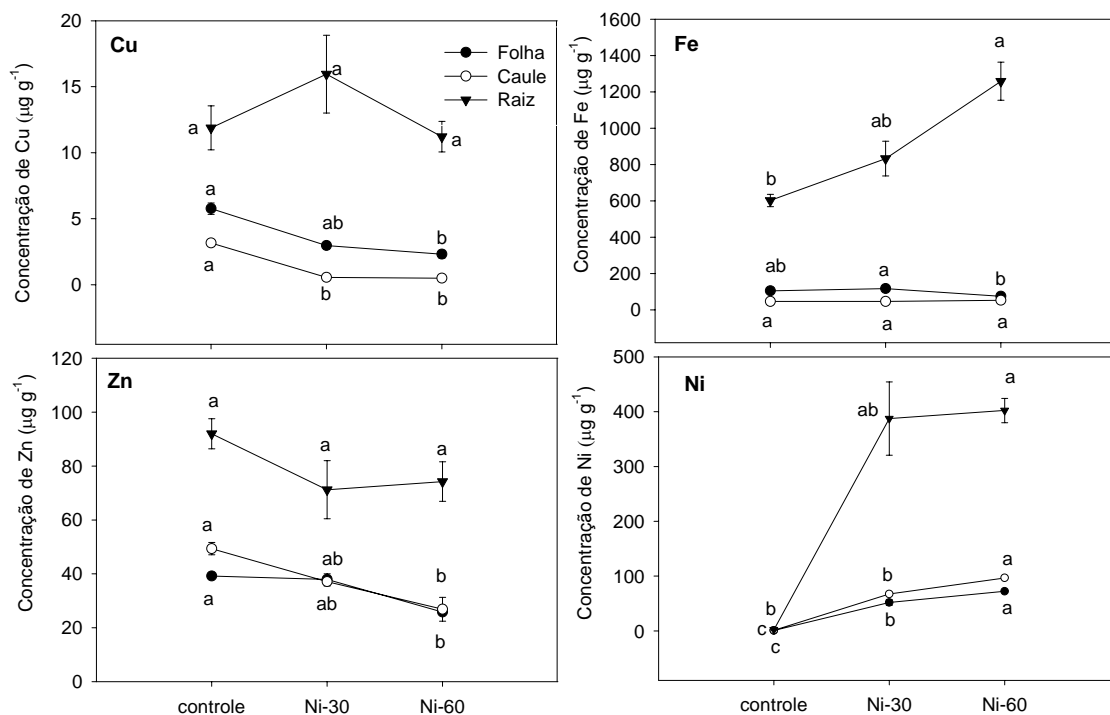 Cu
Concentração de Cu (µg g-1)
20
15
10
5
0
Folha
Caule
Raiz
a
a
a
a
ab
b
a
b
b
Fe
Concentração de Fe (µg g-1)
1600
1400
1200
1000
800
600
400
200
0
b
ab
a
ab
a
b
a
a
a
Zn
Concentração de Zn (µg g-1)
120
100
80
60
40
20
0
a
a
a
a
ab
b
a
ab
b
controle
Ni-30
Ni-60
Ni
Concentração de Ni (µg g-1)
500
400
300
200
100
0
ab
a
b
c
c
b
a
b
a
controle
Ni-30
Ni-60